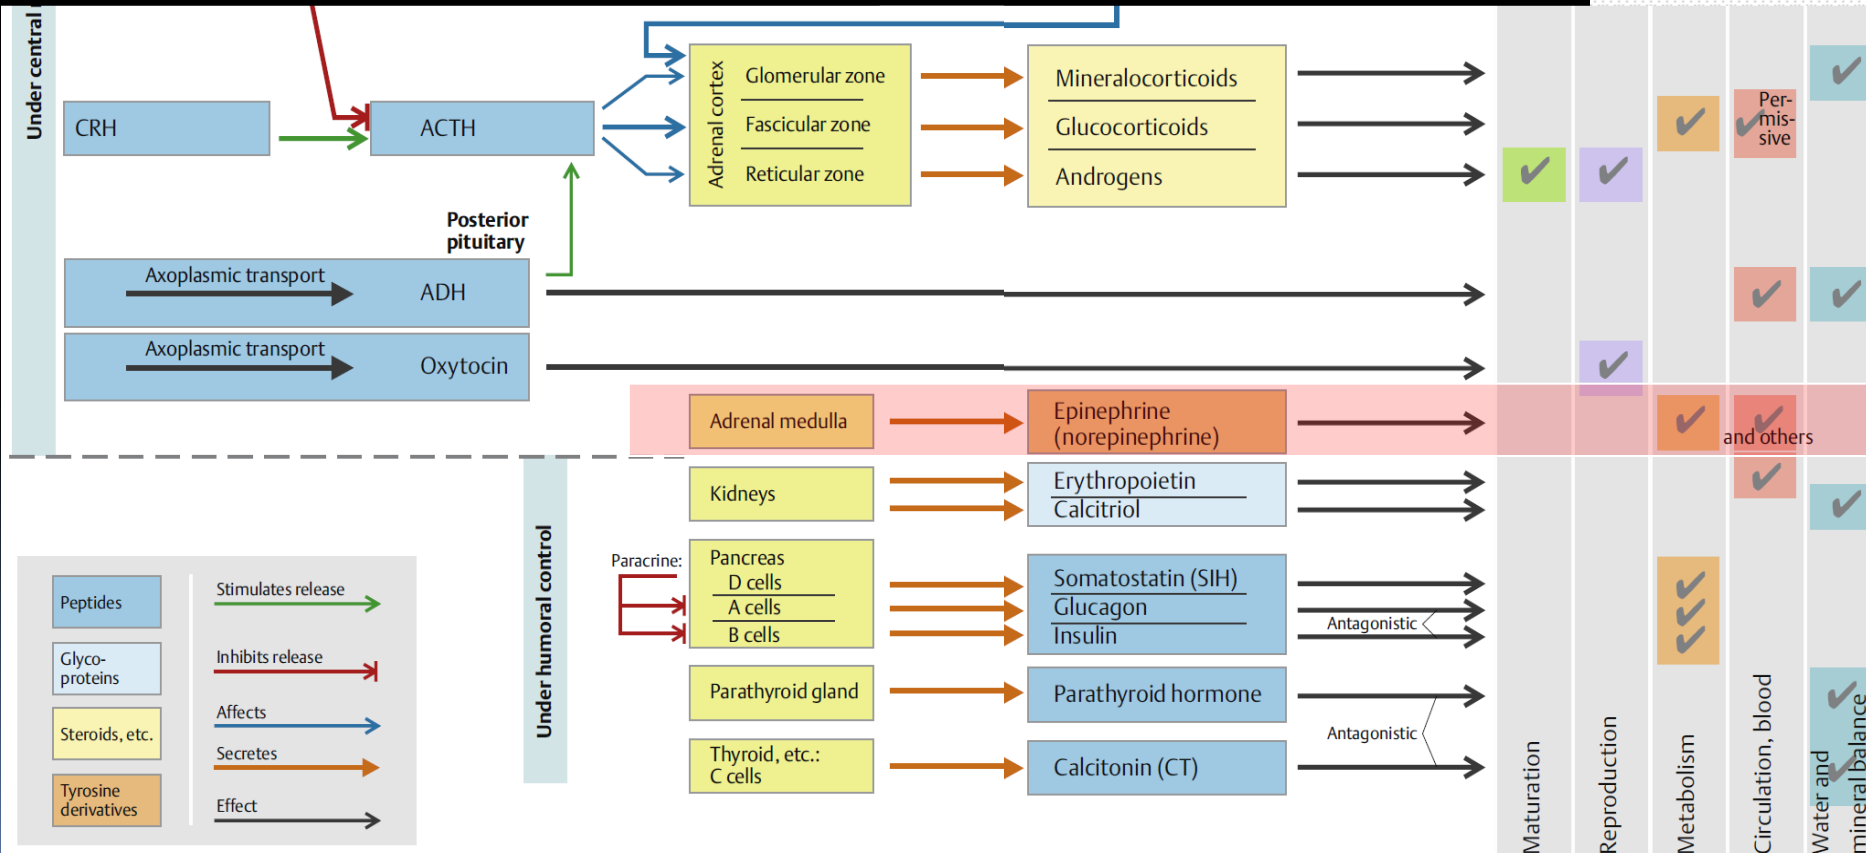 Under central
CRH
ACTH
Adrenal cortex
Glomerular zone
Fascicular zone
Reticular zone
Mineralocorticoids
Glucocorticoids
Androgens
Per-
mis-
sive
Posterior
pituitary
Axoplasmic transport
ADH
Axoplasmic transport
Oxytocin
Adrenal medulla
Epinephrine
(norepinephrine)
and others
Kidneys
Erythropoietin
Calcitriol
Under humoral control
Paracrine:
Pancreas
D cells
A cells
B cells
Somatostatin (SIH)
Glucagon
Insulin
Antagonistic
Parathyroid gland
Parathyroid hormone
Antagonistic
Thyroid, etc.:
C cells
Calcitonin (CT)
Peptides
Glyco-
proteins
Steroids, etc.
Tyrosine
derivatives
Stimulates release
Inhibits release
Affects
Secretes
Effect
Maturation
Reproduction
Metabolism
Circulation, blood
Water and
mineral balance